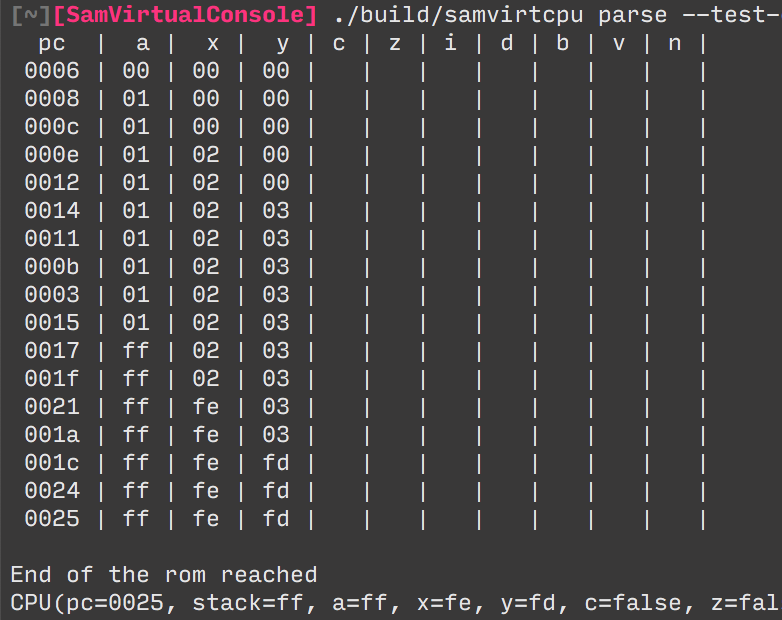 [~][SamVirtualConsole] ./build/samvirtcpu parse --test-
pc a | x | y | c | z | i | d | b | v | n |
0006 | 00 | 00 | 00 | | | | | | | |
0008 | 01 | 00 | 00 | | | | | | | |
000c | 01 | 00 | 00 | | | | | | | |
000e | 01 | 02 | 00 | | | | | | | |
0012 | 01 | 02 | 00 | | | | | | | |
0014 | 01 | 02 | 03 | | | | | | | |
0011 | 01 | 02 | 03 | | | | | | | |
000b | 01 | 02 | 03 | | | | | | | |
0003 | 01 | 02 | 03 | | | | | | | |
0015 | 01 | 02 | 03 | | | | | | | |
0017 | ff | 02 | 03 | | | | | | | |
001f | ff | 02 | 03 | | | | | | | |
0021 | ff | fe | 03 | | | | | | | |
001a | ff | fe | 03 | | | | | | | |
001c | ff | fe | fd | | | | | | | |
0024 | ff | fe | fd | | | | | | | |
0025 | ff | fe | fd | | | | | | | |
End of the rom reached
CPU(pc=0025, stack=ff, a=ff, x=fe, y=fd, c=false, z=fal